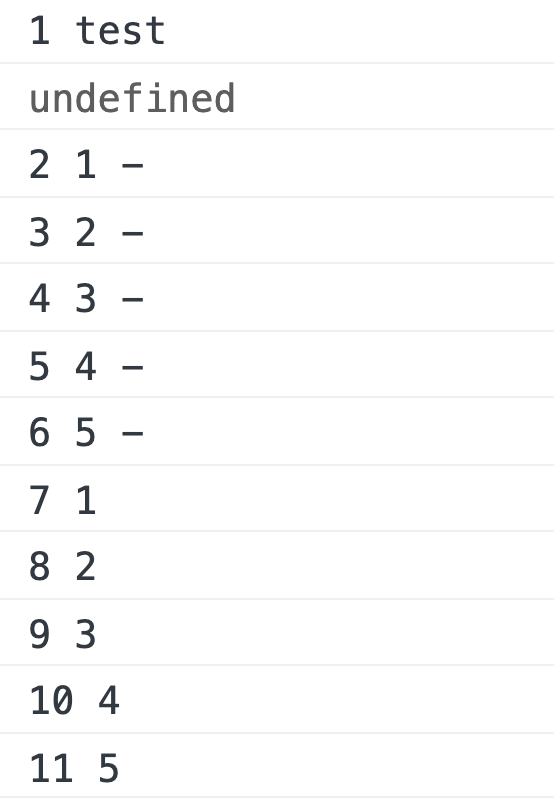 1 test
undefined
2 1 –
3 2 –
4 3 –
5 4 –
6 5 –
7 1
8 2
9 3
10 4
11 5